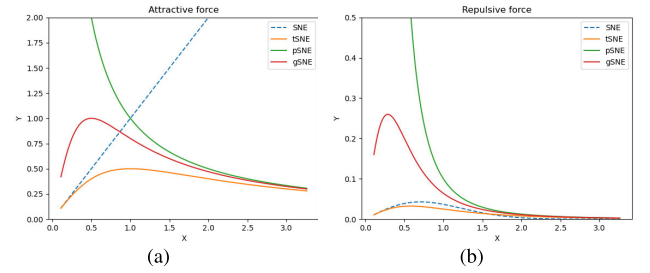 Attractive force
2.00
1.75
1.50
1.25
1.00
0.75
0.50
0.25
0.00
Y
0.0 0.5 1.0 1.5 2.0 2.5 3.0
X
SNE
tSNE
pSNE
gSNE
(a)
Repulsive force
0.5
0.4
0.3
0.2
0.1
0.0
Y
0.0 0.5 1.0 1.5 2.0 2.5 3.0
X
SNE
tSNE
pSNE
gSNE
(b)